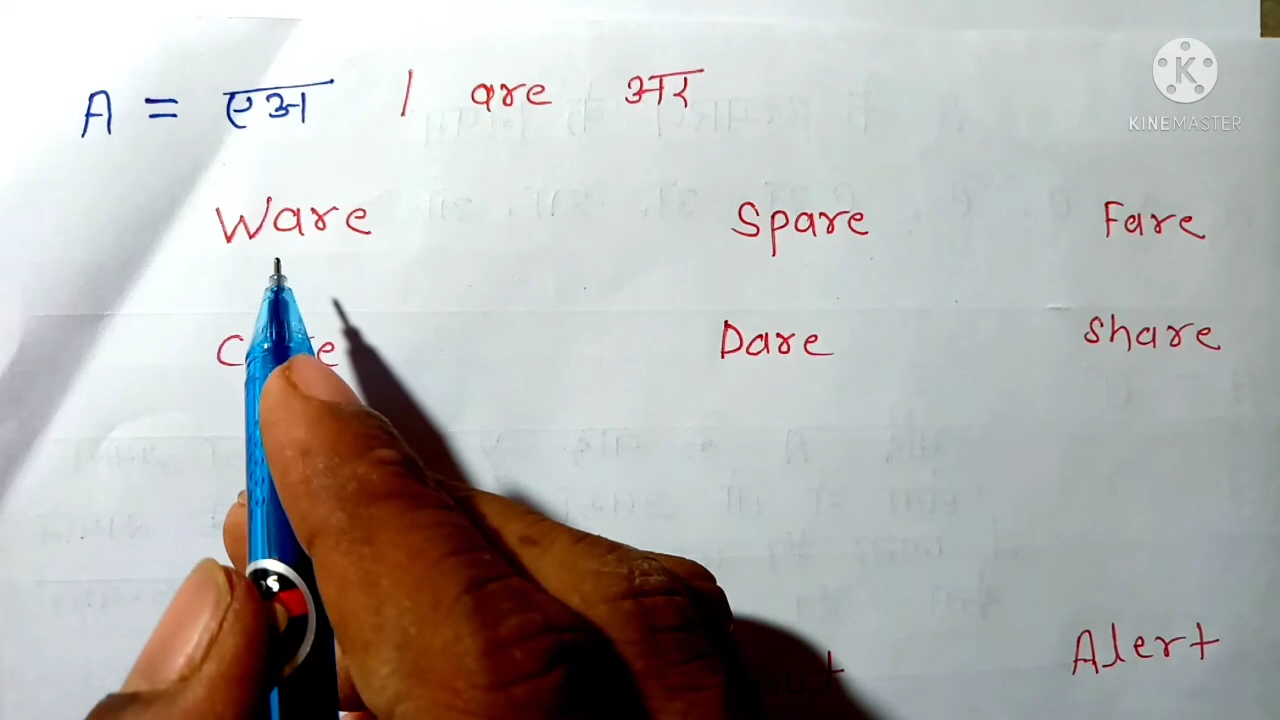 A = एअ / are अर
Ware Spare Fare
Dare Share
Alert
KINEMASTER